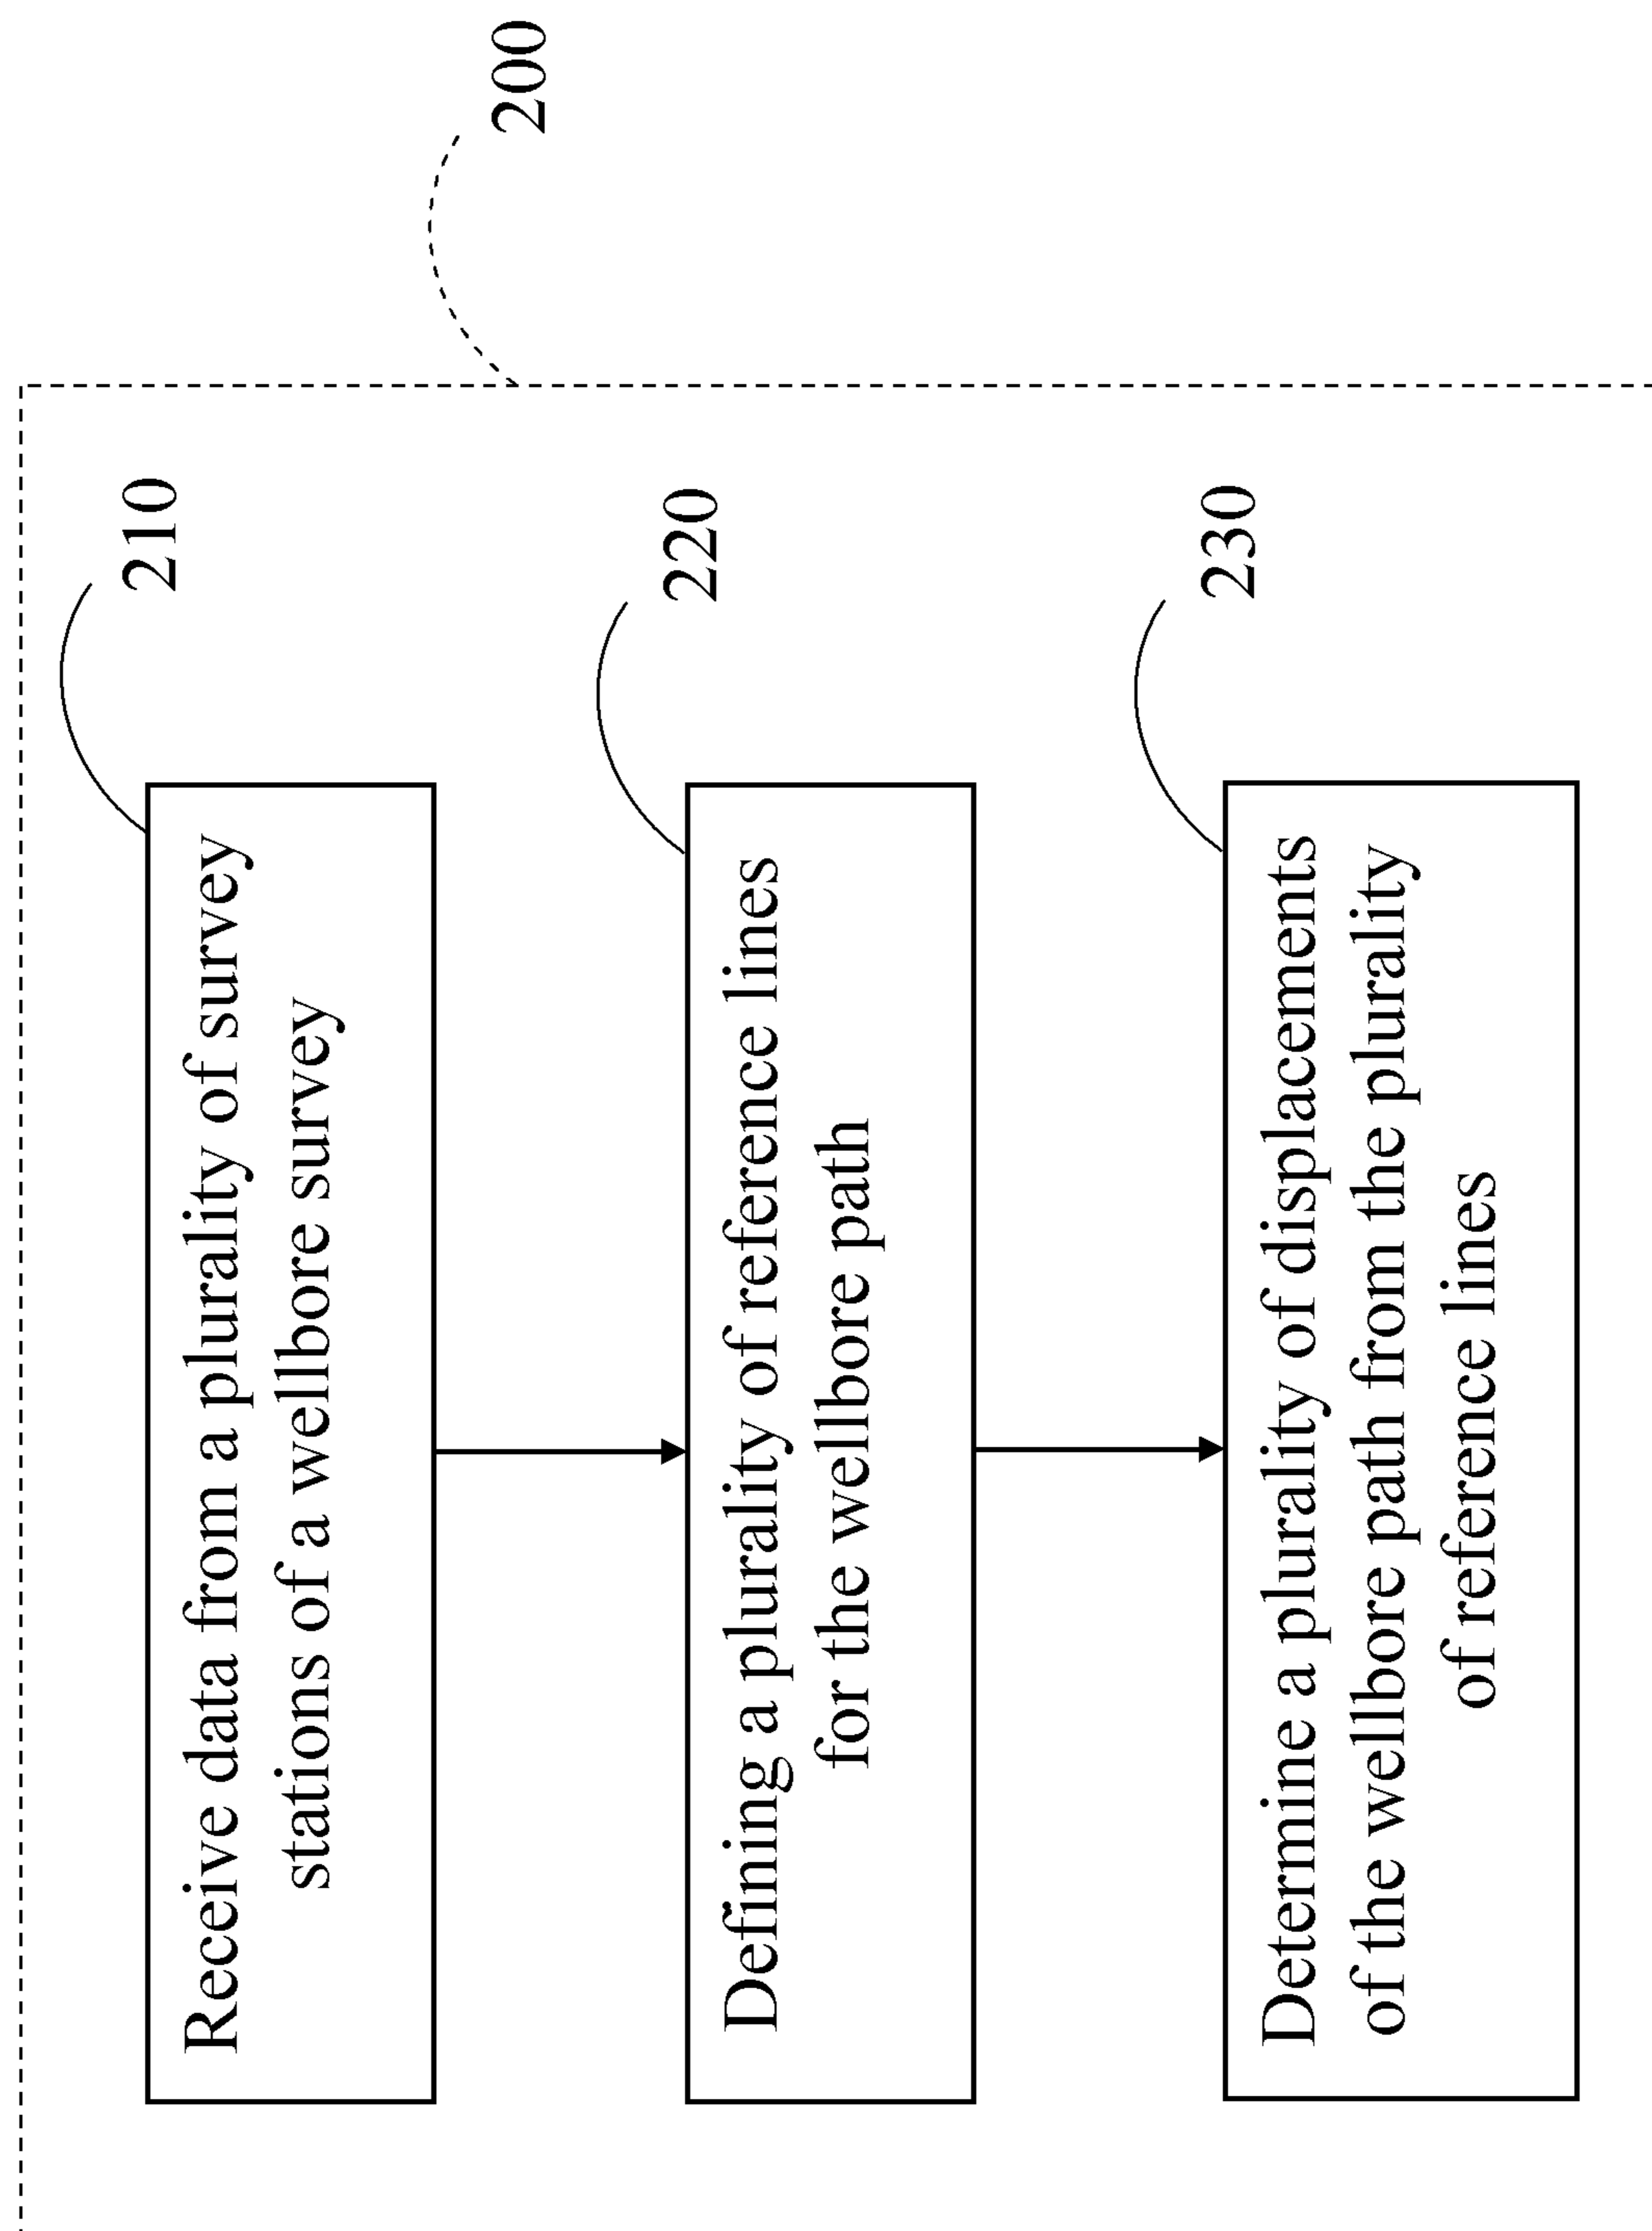 200
210
Receive data from a plurality of survey
stations of a wellbore survey
220
Defining a plurality of reference lines
for the wellbore path
230
Determine a plurality of displacements
of the wellbore path from the plurality
of reference lines